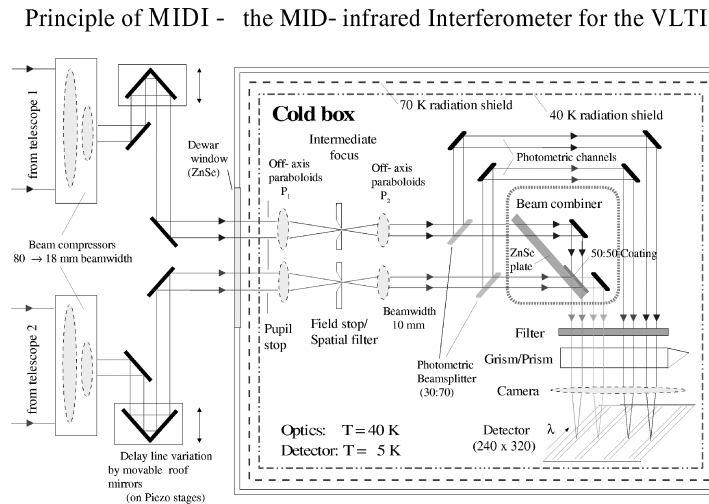 Principle of MIDI - the MID- infrared Interferometer for the VLTI
from telescope 1
Beam compressors
80 → 18 mm beamwidth
from telescope 2
Delay line variation
by movable roof
mirrors
(on Piezo stages)
Dewar
window
(ZnSe)
70 K radiation shield
40 K radiation shield
Cold box
Off- axis
paraboloids
P1
Intermediate
focus
Off- axis
paraboloids
P2
Photometric channels
Beam combiner
ZnSe
plate
50:50 Coating
Pupil
stop
Field stop/
Spatial filter
Beamwidth
10 mm
Photometric
Beamsplitter
(30:70)
Filter
Grism/Prism
Camera
Detector
(240 x 320)
λ
Optics: T = 40 K
Detector: T = 5 K